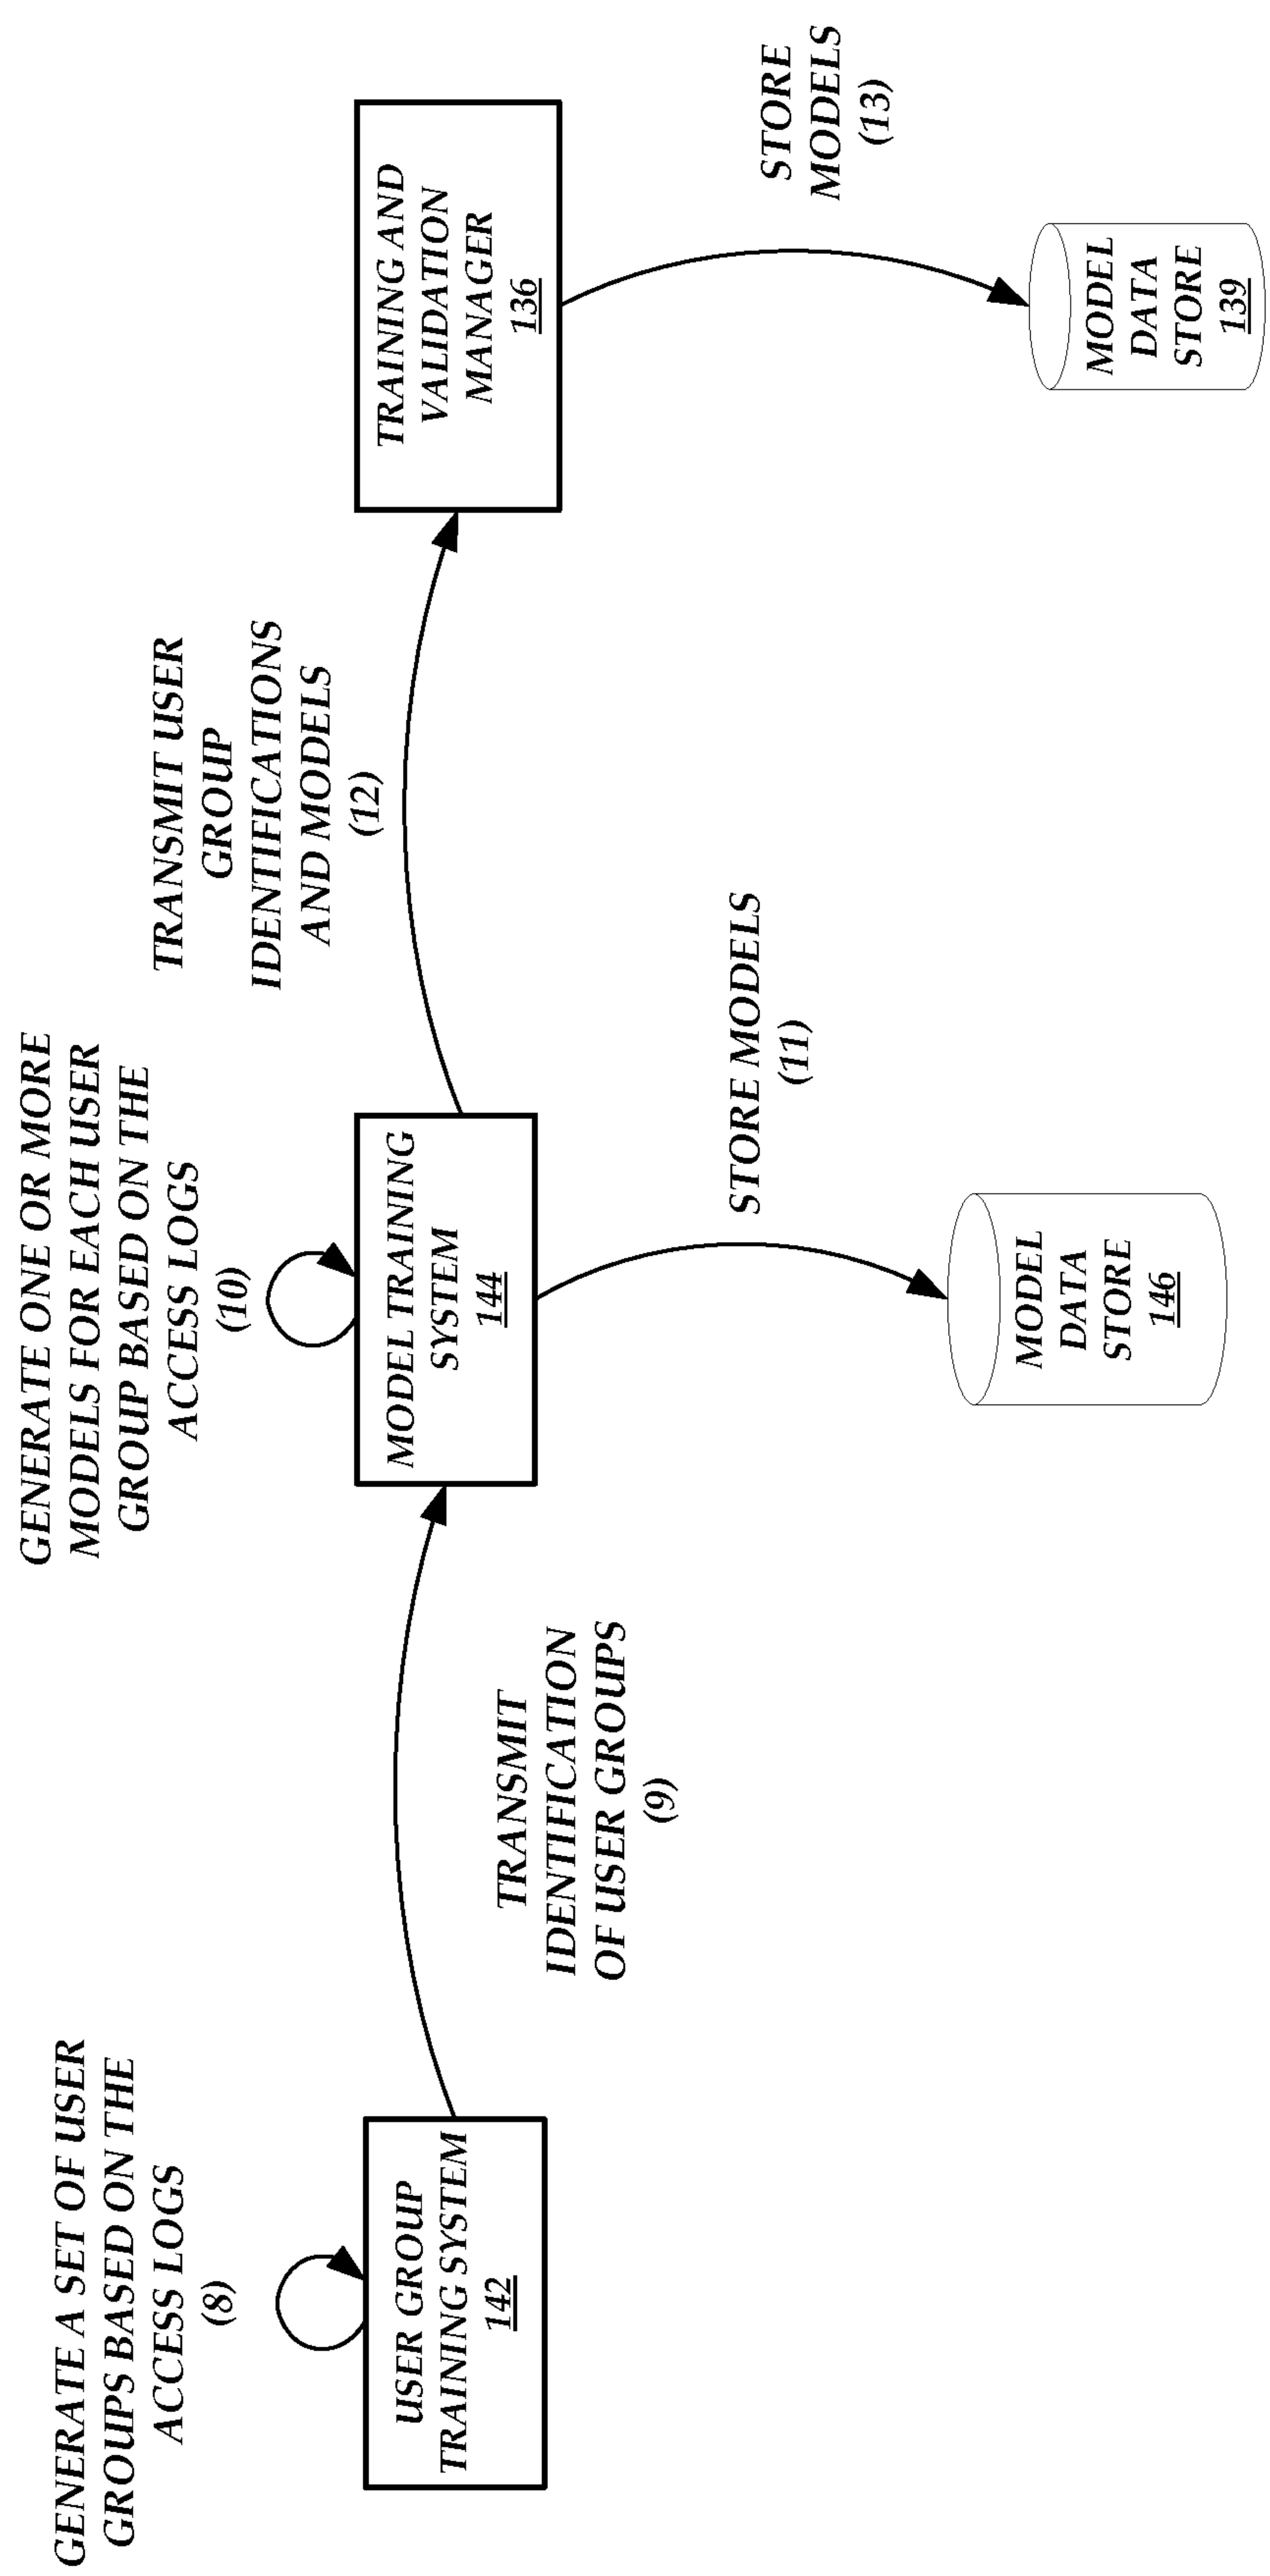 GENERATE A SET OF USER
GROUPS BASED ON THE
ACCESS LOGS
(8)
USER GROUP
TRAINING SYSTEM
142
TRANSMIT
IDENTIFICATION
OF USER GROUPS
(9)
GENERATE ONE OR MORE
MODELS FOR EACH USER
GROUP BASED ON THE
ACCESS LOGS
(10)
MODEL TRAINING
SYSTEM
144
STORE MODELS
(11)
MODEL
DATA
STORE
146
TRANSMIT USER
GROUP
IDENTIFICATIONS
AND MODELS
(12)
TRAINING AND
VALIDATION
MANAGER
136
STORE
MODELS
(13)
MODEL
DATA
STORE
139